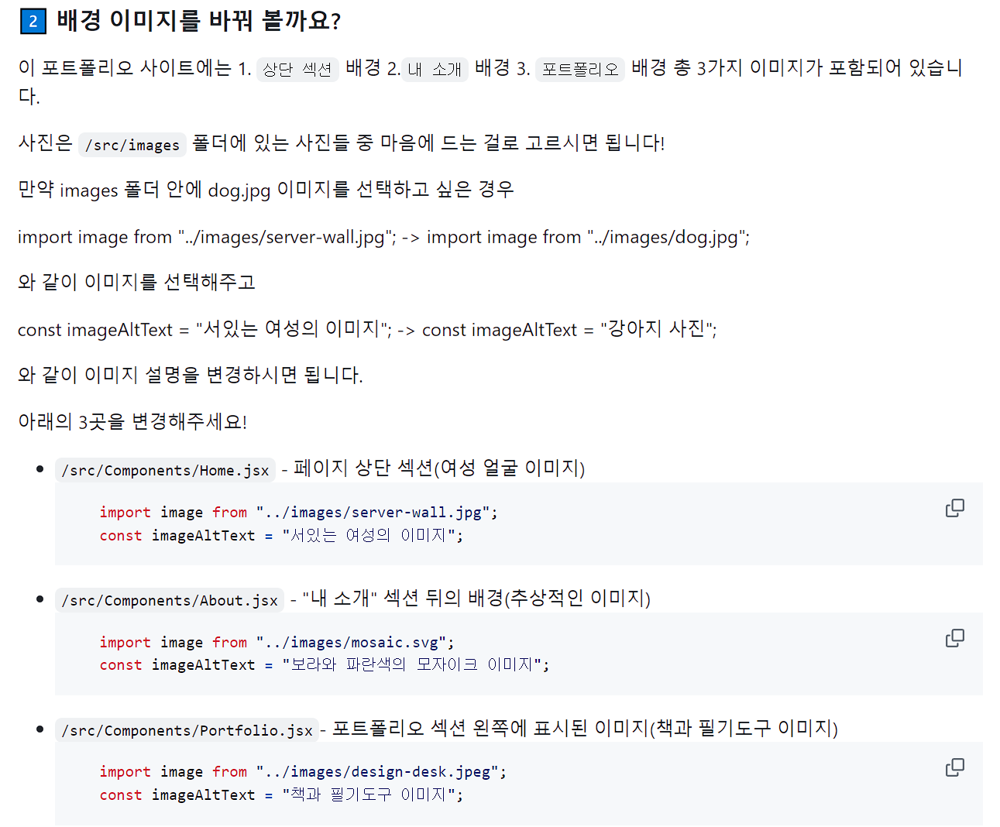 2 배경 이미지를 바꿔 볼까요?
이 포트폴리오 사이트에는 1. 상단 섹션 배경 2. 내 소개 배경 3. 포트폴리오 배경 총 3가지 이미지가 포함되어 있습니
다.
사진은 /src/images 폴더에 있는 사진들 중 마음에 드는 걸로 고르시면 됩니다!
만약 images 폴더 안에 dog.jpg 이미지를 선택하고 싶은 경우
import image from "../images/server-wall.jpg"; -> import image from "../images/dog.jpg";
와 같이 이미지를 선택해주고
const imageAltText = "서있는 여성의 이미지"; -> const imageAltText = "강아지 사진";
와 같이 이미지 설명을 변경하시면 됩니다.
아래의 3곳을 변경해주세요!
• /src/Components/Home.jsx - 페이지 상단 섹션(여성 얼굴 이미지)
import image from "../images/server-wall.jpg";
const imageAltText = "서있는 여성의 이미지";
• /src/Components/About.jsx - "내 소개" 섹션 뒤의 배경(추상적인 이미지)
import image from "../images/mosaic.svg";
const imageAltText = "보라와 파란색의 모자이크 이미지";
• /src/Components/Portfolio.jsx - 포트폴리오 섹션 왼쪽에 표시된 이미지(책과 필기도구 이미지)
import image from "../images/design-desk.jpeg";
const imageAltText = "책과 필기도구 이미지";